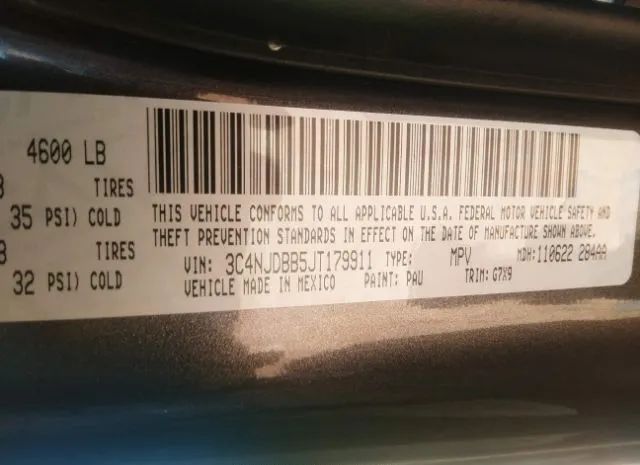 4600 LB
TIRES
35 PSI) COLD
TIRES
32 PSI) COLD
THIS VEHICLE CONFORMS TO ALL APPLICABLE U.S.A. FEDERAL MOTOR VEHICLE SAFETY AND
THEFT PREVENTION STANDARDS IN EFFECT ON THE DATE OF MANUFACTURE SHOWN ABOVE.
VIN: 3C4NJDBB5JT179911 TYPE: MPV MDH: 110622 284AA
VEHICLE MADE IN MEXICO PAINT: PAU TRIM: G7X9